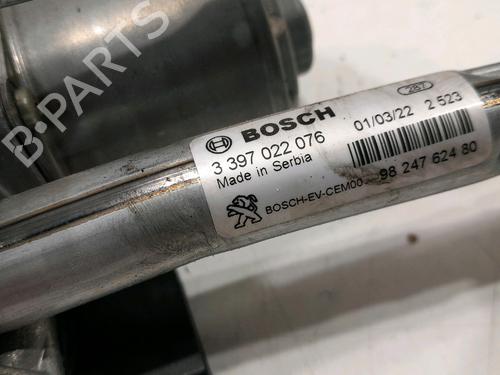 B-PARTS
BOSCH
3 397 022 076
Made in Serbia
01/03/22 2 523
BOSCH-EV-CEM00
98 247 624 80